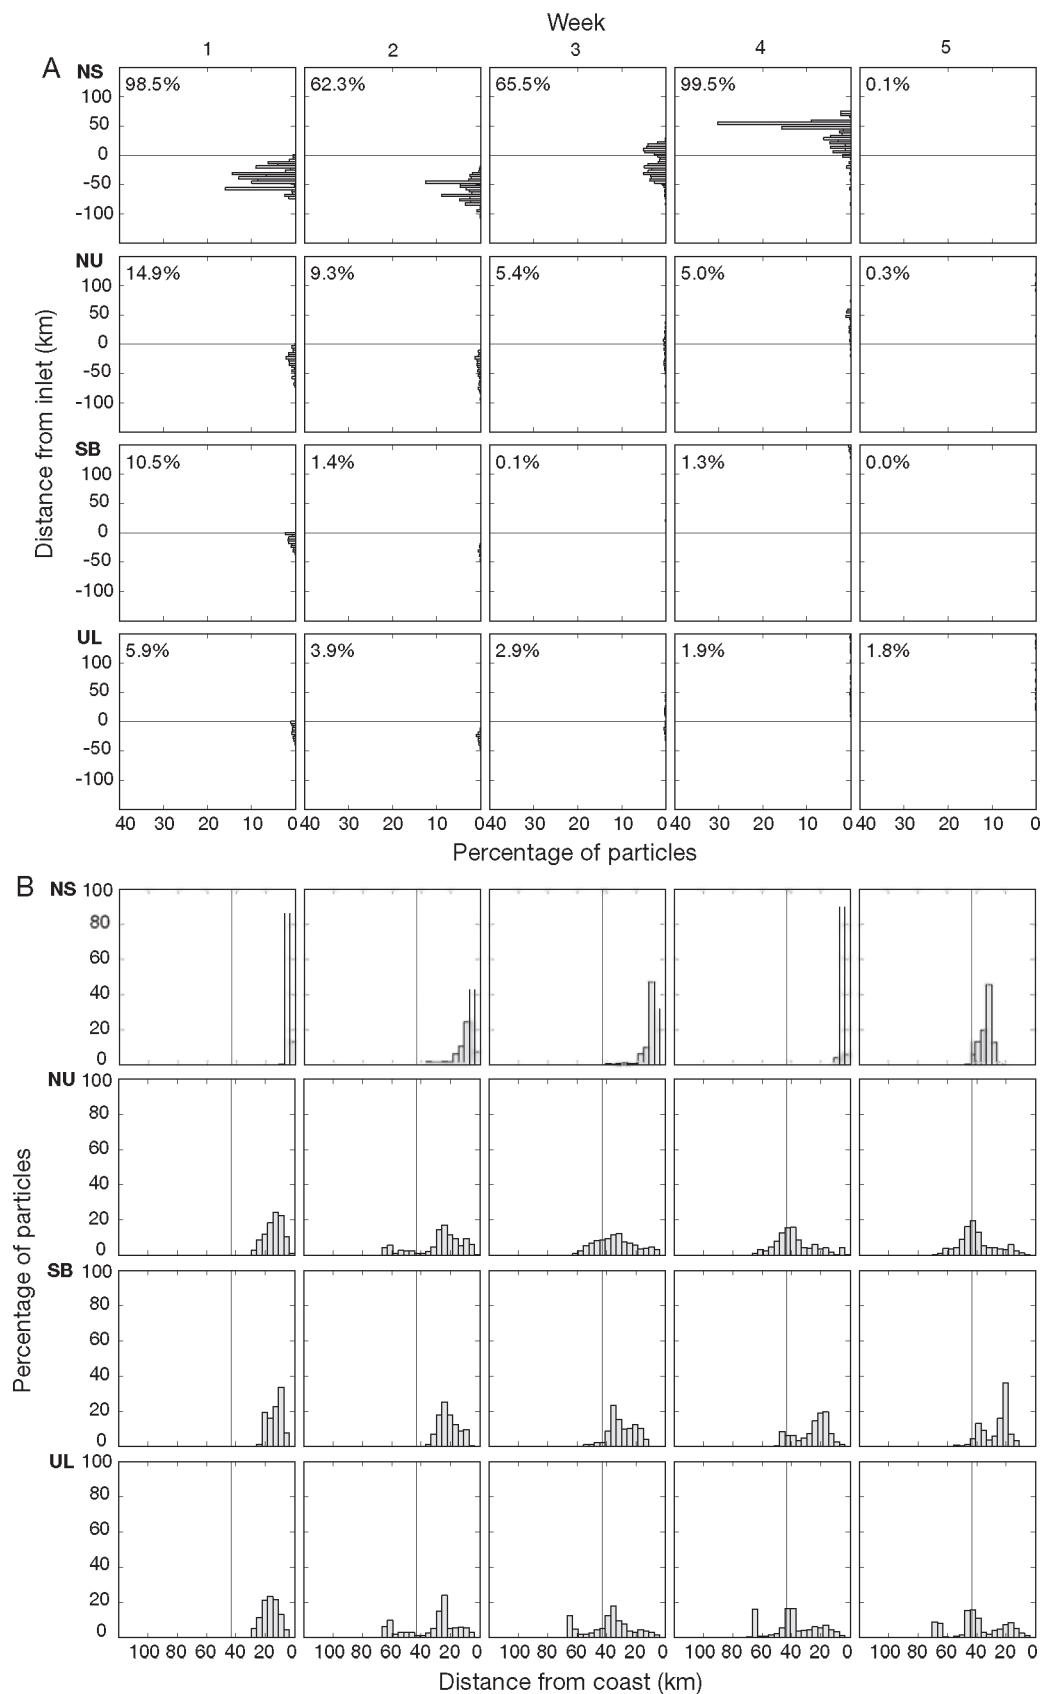 Week
1 2 3 4 5
A NS
98.5% 62.3% 65.5% 99.5% 0.1%
100
50
0
-50
-100
NU
14.9% 9.3% 5.4% 5.0% 0.3%
100
50
0
-50
-100
SB
10.5% 1.4% 0.1% 1.3% 0.0%
100
50
0
-50
-100
UL
5.9% 3.9% 2.9% 1.9% 1.8%
100
50
0
-50
-100
Distance from inlet (km)
40 30 20 10 0 40 30 20 10 0 40 30 20 10 0 40 30 20 10 0 40 30 20 10 0
Percentage of particles
B NS 100
80
60
40
20
0
NU 100
80
60
40
20
0
SB 100
80
60
40
20
0
UL 100
80
60
40
20
0
Percentage of particles
100 80 60 40 20 0 100 80 60 40 20 0 100 80 60 40 20 0 100 80 60 40 20 0 100 80 60 40 20 0
Distance from coast (km)